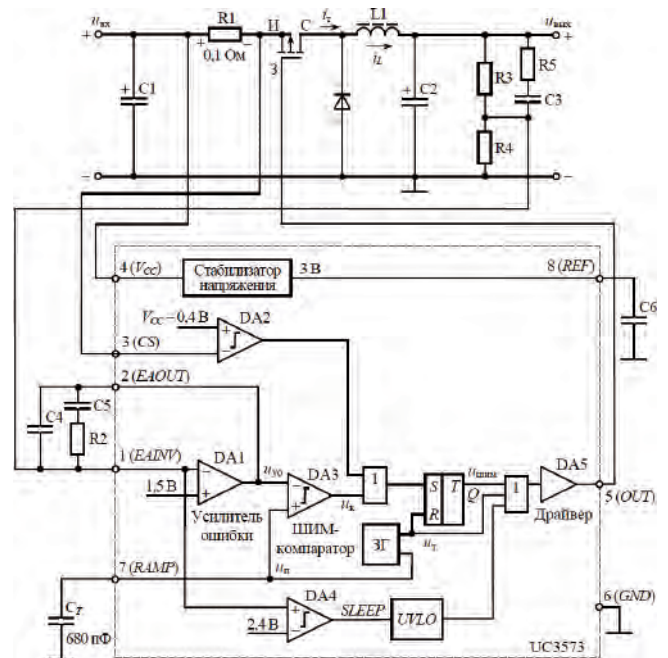 u_вх
+
R1
И
С
i_s
L1
u_вых
+
+
−
0,1 Ом
З
i_L
R3
R5
+
C1
+
C2
C3
R4
−
−
4 (V_CC)
Стабилизатор
напряжения
3 В
8 (REF)
V_CC−0,4 В
DA2
+
−
C6
3 (CS)
2 (EAOUT)
C4
C5
R2
1 (EAINV)
DA1
−
+
u_УО
DA3
−
+
1
S
T
R
u_ШИМ
Q
1
DA5
1,5 В
Усилитель
ошибки
ШИМ-
компаратор
u_к
ЗГ
u_т
Драйвер
5 (OUT)
7 (RAMP)
u_п
C_T
680 пФ
DA4
+
−
2,4 В
SLEEP
UVLO
6 (GND)
UC3573